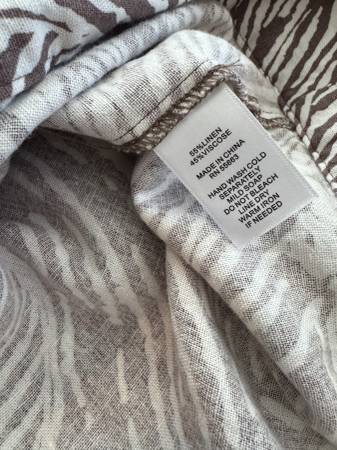 55%LINEN
45%VISCOSE
MADE IN CHINA
RN 55663
HAND WASH COLD
SEPARATELY
MILD SOAP
DO NOT BLEACH
LINE DRY
WARM IRON
IF NEEDED